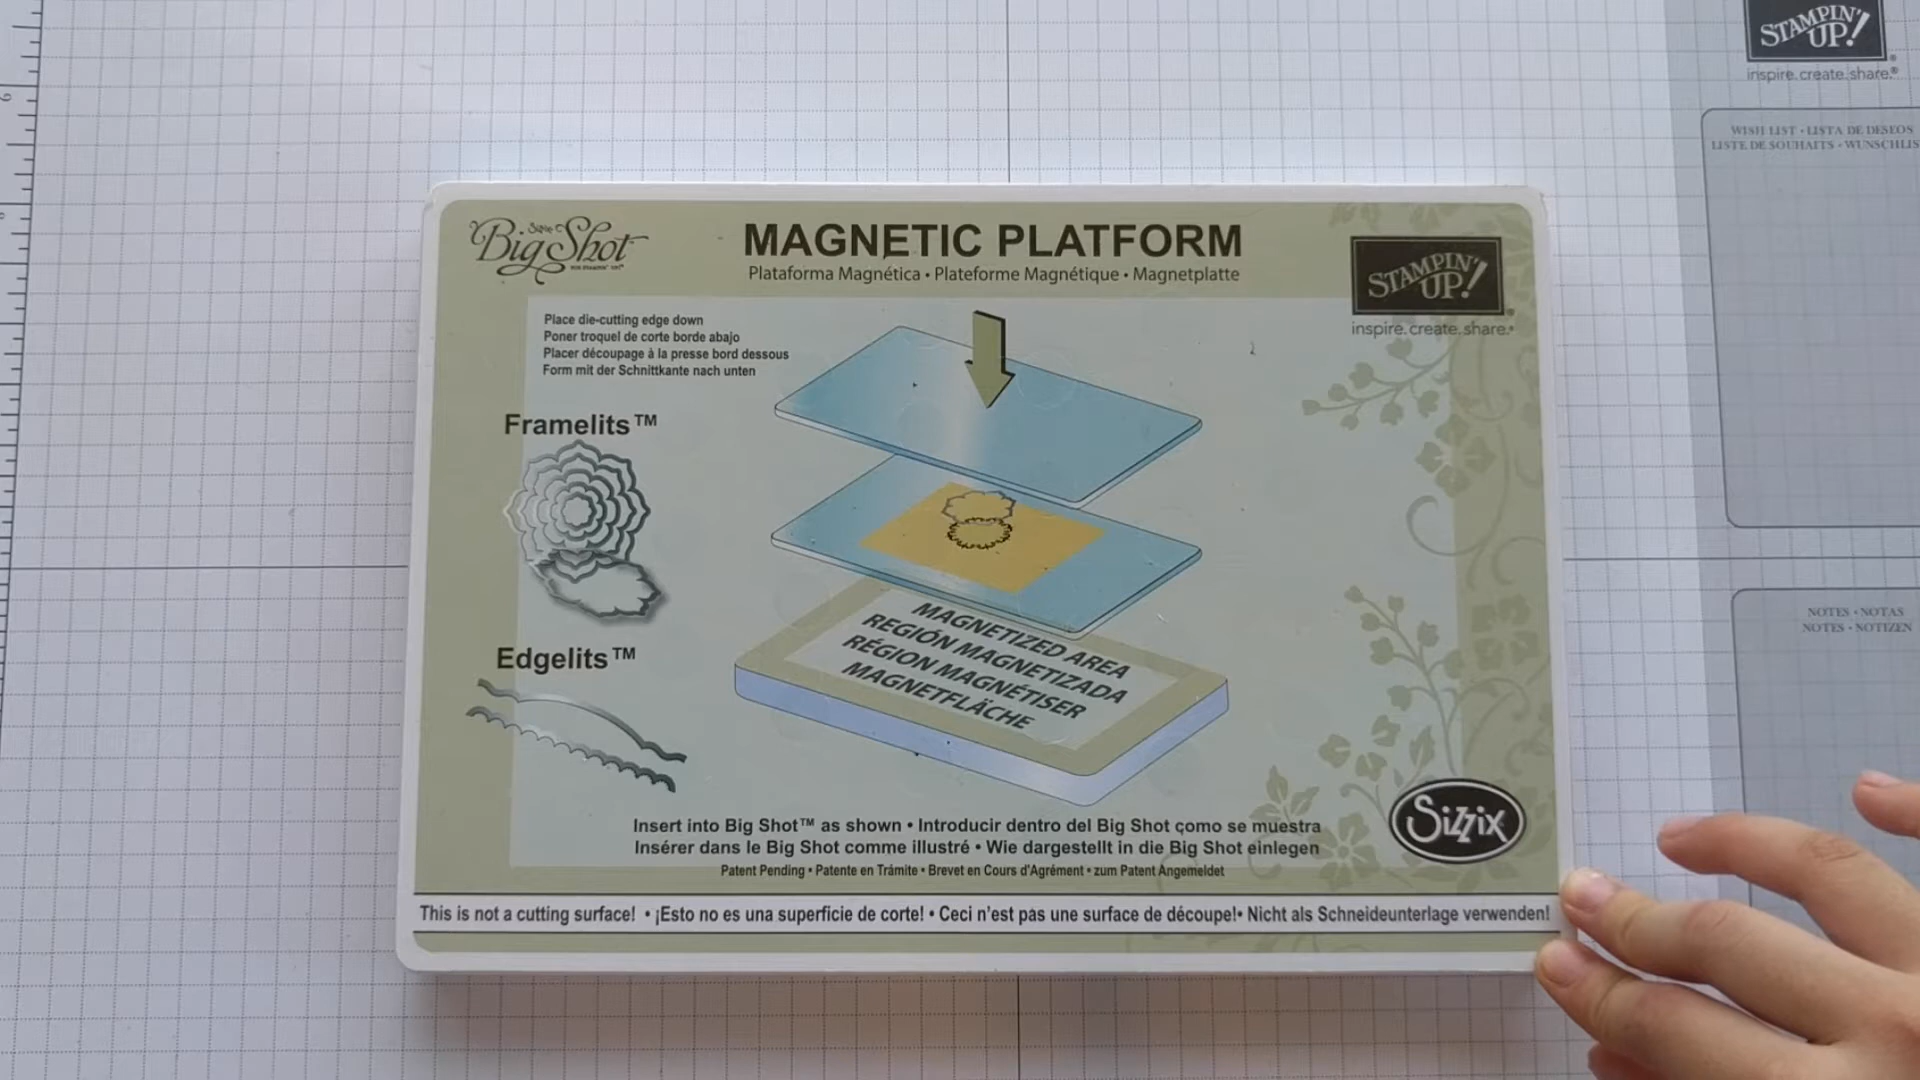 STAMPIN' UP!®
inspire.create.share.®
WISH LIST • LISTA DE DESEOS
LISTE DE SOUHAITS • WUNSCHLIS
Big Shot
MAGNETIC PLATFORM
Plataforma Magnética • Plateforme Magnétique • Magnetplatte
STAMPIN' UP!®
inspire.create.share.®
Place die-cutting edge down
Poner troquel de corte borde abajo
Placer découpage à la presse bord dessous
Form mit der Schnittkante nach unten
Framelits™
Edgelits™
MAGNETIZED AREA
REGIÓN MAGNETIZADA
RÉGION MAGNÉTISER
MAGNETFLÄCHE
NOTES • NOTAS
NOTES • NOTIZEN
Sizzix
Insert into Big Shot™ as shown • Introducir dentro del Big Shot como se muestra
Insérer dans le Big Shot comme illustré • Wie dargestellt in die Big Shot einlegen
Patent Pending • Patente en Trámite • Brevet en Cours d'Agrément • zum Patent Angemeldet
This is not a cutting surface! • ¡Esto no es una superficie de corte! • Ceci n'est pas une surface de découpe!• Nicht als Schneideunterlage verwenden!